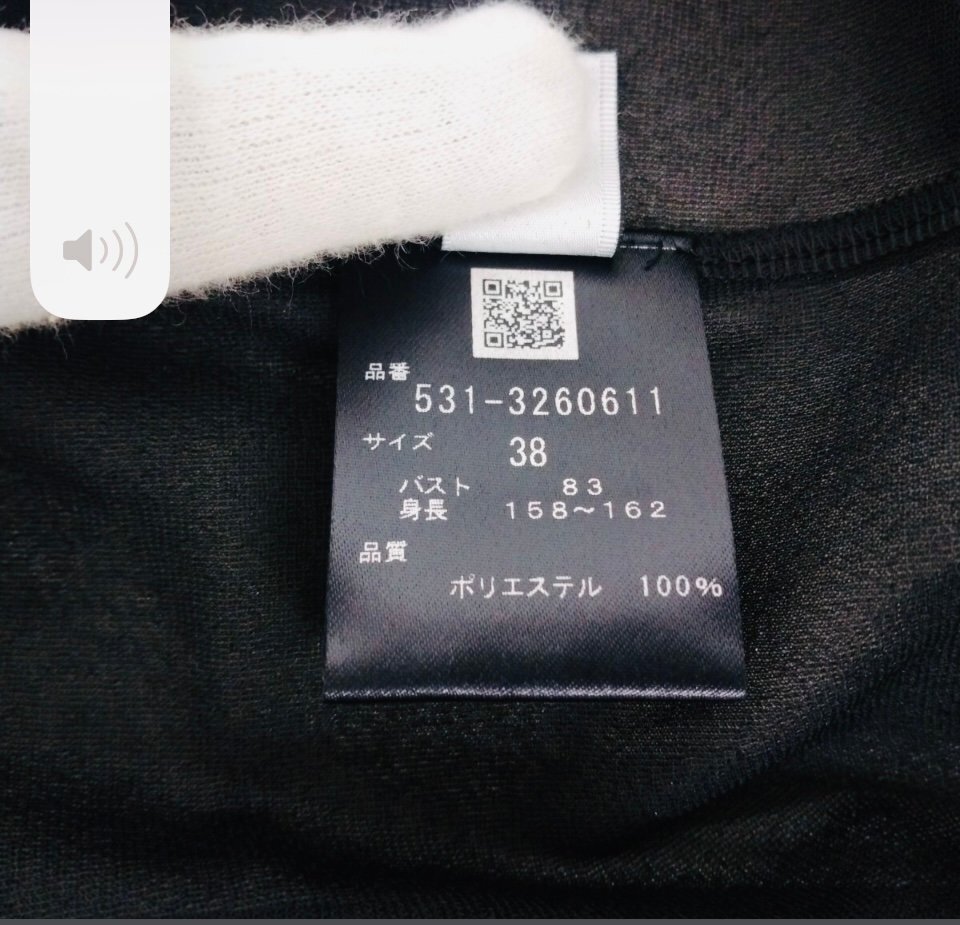 品番
531-3260611
サイズ 38
バスト 83
身長 158~162
品質
ポリエステル 100%